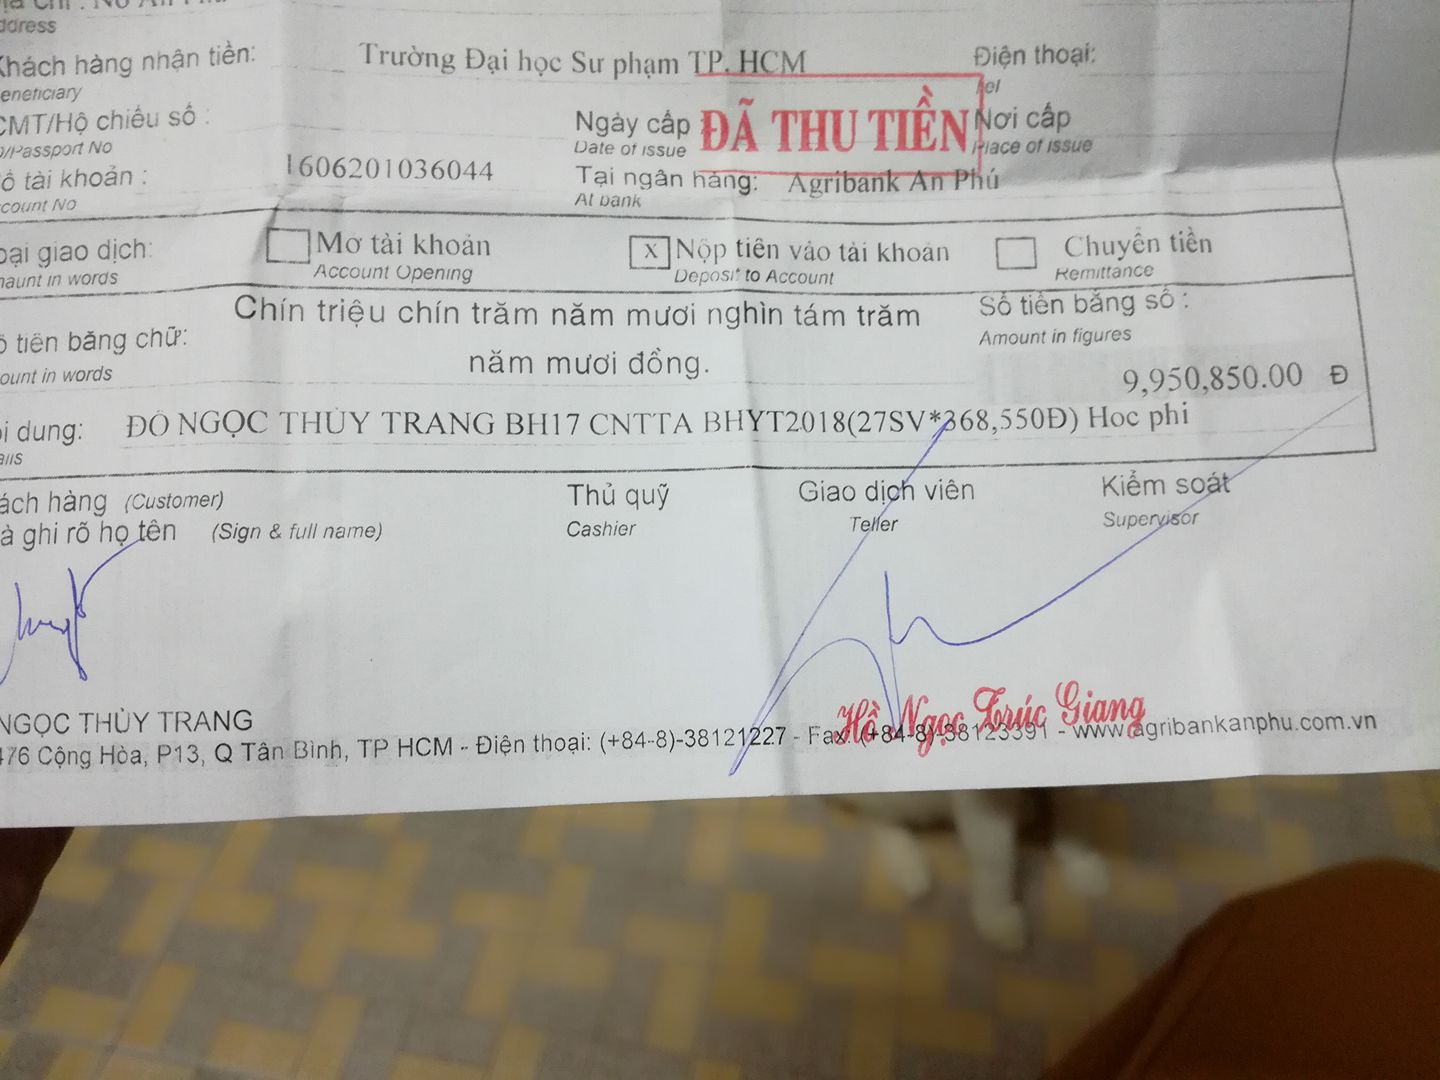 Khách hàng nhận tiền: Trường Đại học Sư phạm TP. HCM Điện thoại:
eneficiary Tel
CMT/Hộ chiếu số : Ngày cấp ĐÃ THU TIỀN Nơi cấp
D/Passport No Date of issue Place of issue
ố tài khoản : 1606201036044 Tại ngân hàng: Agribank An Phú
count No At bank
oại giao dịch: Mở tài khoản X Nộp tiền vào tài khoản Chuyển tiền
maunt in words Account Opening Deposit to Account Remittance
ố tiền bằng chữ: Chín triệu chín trăm năm mươi nghìn tám trăm Số tiền bằng số :
ount in words năm mươi đồng. Amount in figures
9,950,850.00 Đ
i dung: ĐỖ NGỌC THÙY TRANG BH17 CNTTA BHYT2018(27SV*368,550Đ) Hoc phi
ails
ách hàng (Customer) Thủ quỹ Giao dịch viên Kiểm soát
à ghi rõ họ tên (Sign & full name) Cashier Teller Supervisor
NGỌC THÙY TRANG Hồ Ngọc Trúc Giang
476 Cộng Hòa, P13, Q Tân Bình, TP HCM - Điện thoại: (+84-8)-38121227 - Fax: (+84-8)-38123391 - www.agribankanphu.com.vn